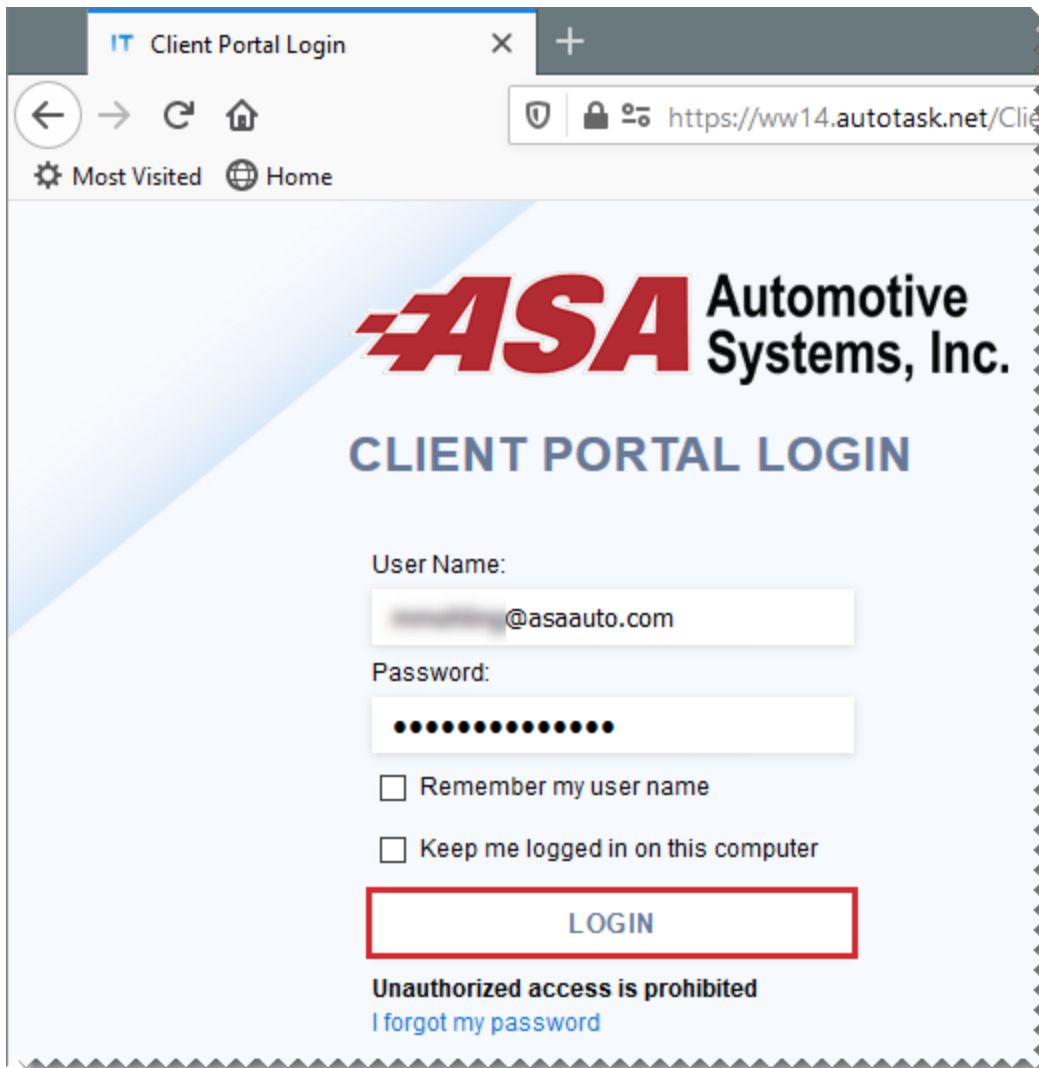 IT Client Portal Login
https://ww14.autotask.net/Clie
Most Visited Home
ASA Automotive
Systems, Inc.
CLIENT PORTAL LOGIN
User Name:
@asaauto.com
Password:
Remember my user name
Keep me logged in on this computer
LOGIN
Unauthorized access is prohibited
I forgot my password